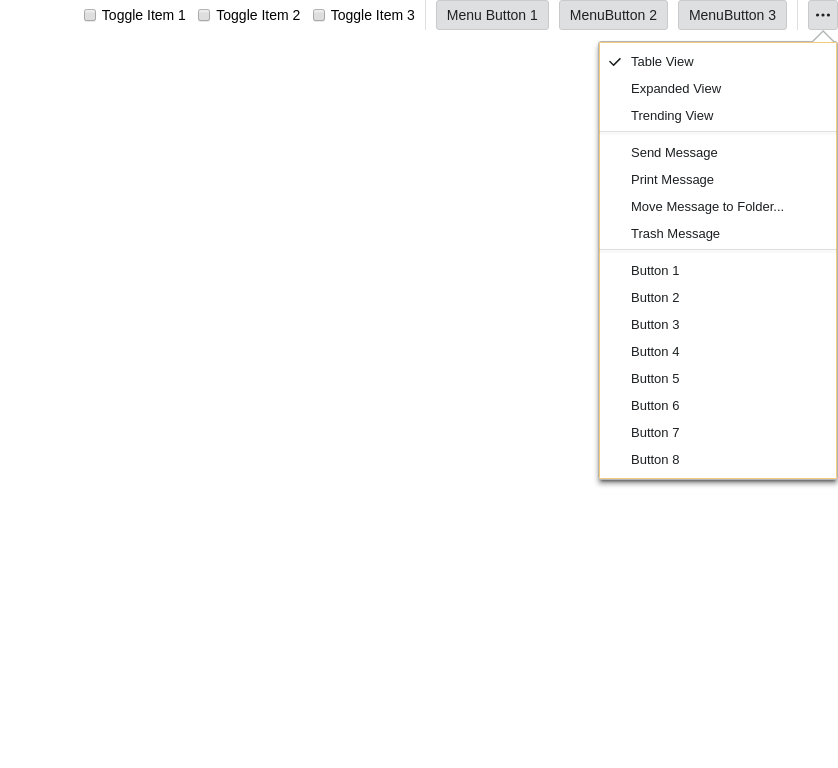 Toggle Item 1 Toggle Item 2 Toggle Item 3 Menu Button 1 MenuButton 2 MenuButton 3
Table View
Expanded View
Trending View
Send Message
Print Message
Move Message to Folder...
Trash Message
Button 1
Button 2
Button 3
Button 4
Button 5
Button 6
Button 7
Button 8